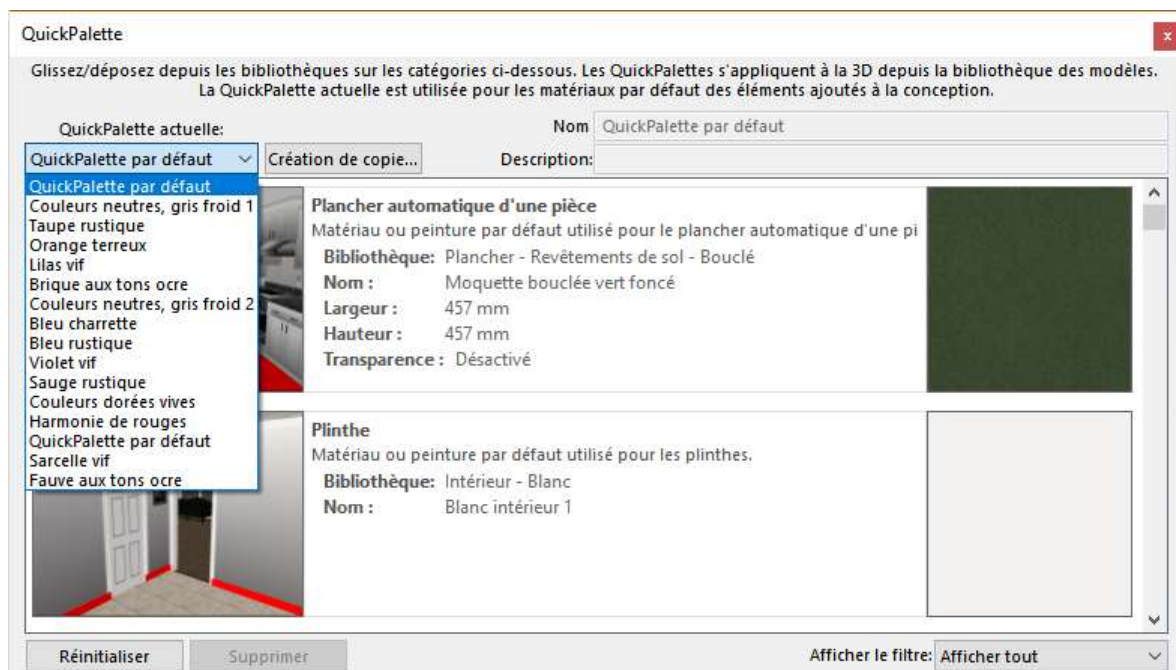 QuickPalette
x
Glissez/déposez depuis les bibliothèques sur les catégories ci-dessous. Les QuickPalettes s'appliquent à la 3D depuis la bibliothèque des modèles.
La QuickPalette actuelle est utilisée pour les matériaux par défaut des éléments ajoutés à la conception.
QuickPalette actuelle:
Nom QuickPalette par défaut
QuickPalette par défaut
Création de copie...
Description:
QuickPalette par défaut
Couleurs neutres, gris froid 1
Taupe rustique
Orange terreux
Lilas vif
Brique aux tons ocre
Couleurs neutres, gris froid 2
Bleu charrette
Bleu rustique
Violet vif
Sauge rustique
Couleurs dorées vives
Harmonie de rouges
QuickPalette par défaut
Sarcelle vif
Fauve aux tons ocre
Plancher automatique d'une pièce
Matériau ou peinture par défaut utilisé pour le plancher automatique d'une pi
Bibliothèque: Plancher - Revêtements de sol - Bouclé
Nom : Moquette bouclée vert foncé
Largeur : 457 mm
Hauteur : 457 mm
Transparence : Désactivé
Plinthe
Matériau ou peinture par défaut utilisé pour les plinthes.
Bibliothèque: Intérieur - Blanc
Nom : Blanc intérieur 1
Réinitialiser
Supprimer
Afficher le filtre: Afficher tout